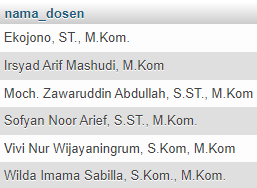 nama_dosen
Ekojono, ST., M.Kom.
Irsyad Arif Mashudi, M.Kom
Moch. Zawaruddin Abdullah, S.ST., M.Kom
Sofyan Noor Arief, S.ST., M.Kom.
Vivi Nur Wijayaningrum, S.Kom, M.Kom
Wilda Imama Sabilla, S.Kom., M.Kom.